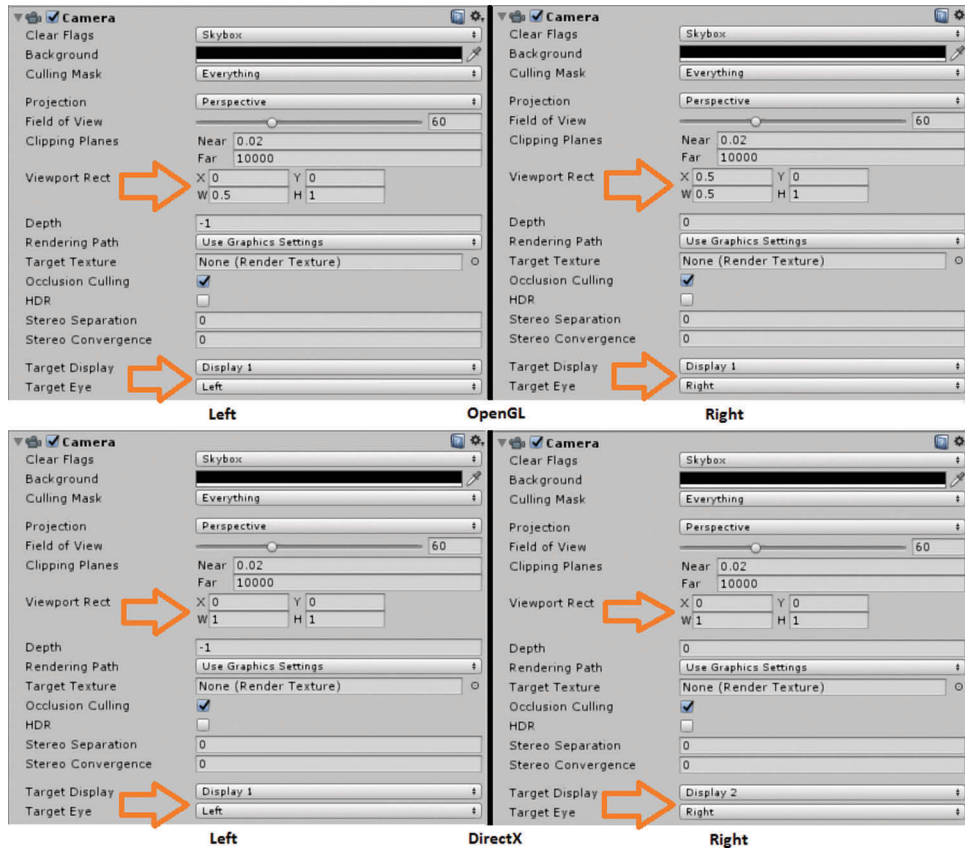 Camera
Clear Flags Skybox
Background
Culling Mask Everything
Projection Perspective
Field of View 60
Clipping Planes Near 0.02
Far 10000
Viewport Rect X 0 Y 0
W 0.5 H 1
Depth -1
Rendering Path Use Graphics Settings
Target Texture None (Render Texture)
Occlusion Culling
HDR
Stereo Separation 0
Stereo Convergence 0
Target Display Display 1
Target Eye Left
Camera
Clear Flags Skybox
Background
Culling Mask Everything
Projection Perspective
Field of View 60
Clipping Planes Near 0.02
Far 10000
Viewport Rect X 0.5 Y 0
W 0.5 H 1
Depth 0
Rendering Path Use Graphics Settings
Target Texture None (Render Texture)
Occlusion Culling
HDR
Stereo Separation 0
Stereo Convergence 0
Target Display Display 1
Target Eye Right
Left OpenGL Right
Camera
Clear Flags Skybox
Background
Culling Mask Everything
Projection Perspective
Field of View 60
Clipping Planes Near 0.02
Far 10000
Viewport Rect X 0 Y 0
W 1 H 1
Depth -1
Rendering Path Use Graphics Settings
Target Texture None (Render Texture)
Occlusion Culling
HDR
Stereo Separation 0
Stereo Convergence 0
Target Display Display 1
Target Eye Left
Camera
Clear Flags Skybox
Background
Culling Mask Everything
Projection Perspective
Field of View 60
Clipping Planes Near 0.02
Far 10000
Viewport Rect X 0 Y 0
W 1 H 1
Depth 0
Rendering Path Use Graphics Settings
Target Texture None (Render Texture)
Occlusion Culling
HDR
Stereo Separation 0
Stereo Convergence 0
Target Display Display 2
Target Eye Right
Left DirectX Right